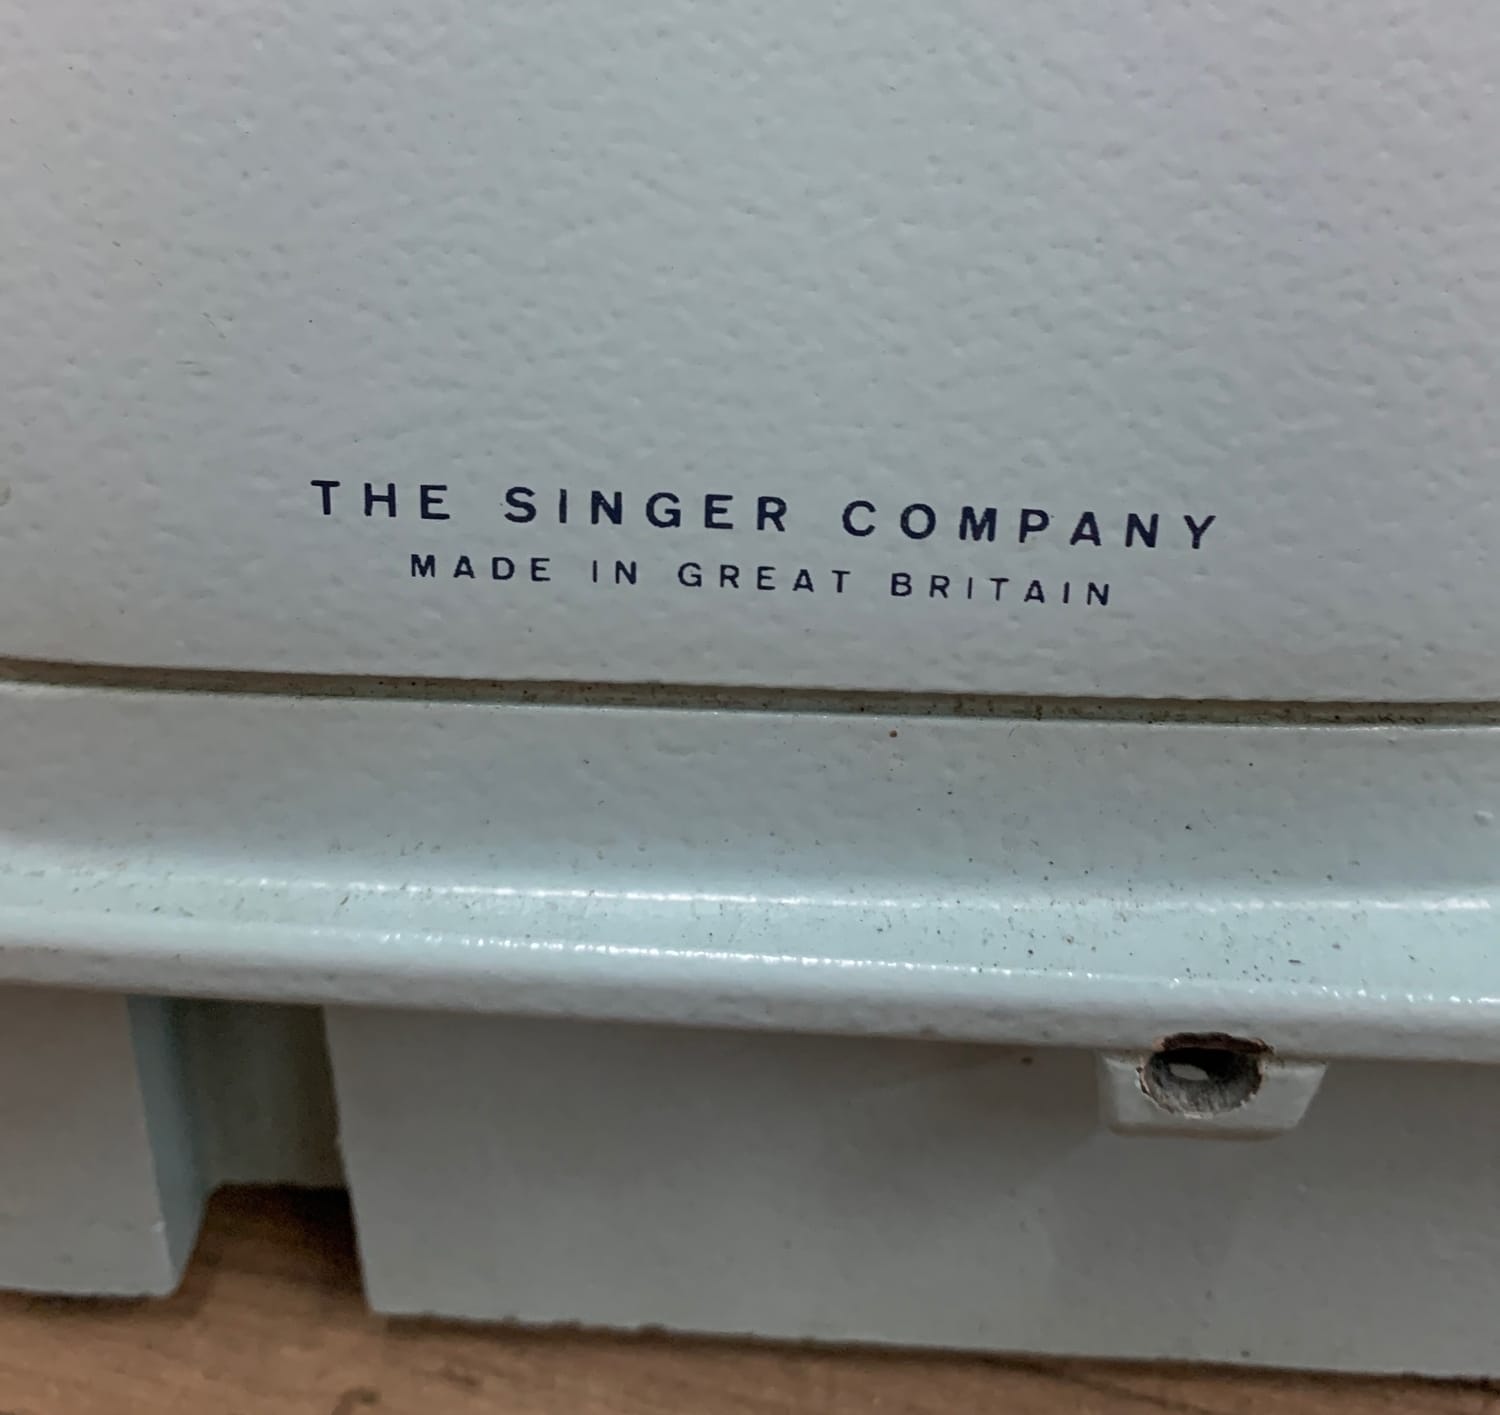 THE SINGER COMPANY
MADE IN GREAT BRITAIN